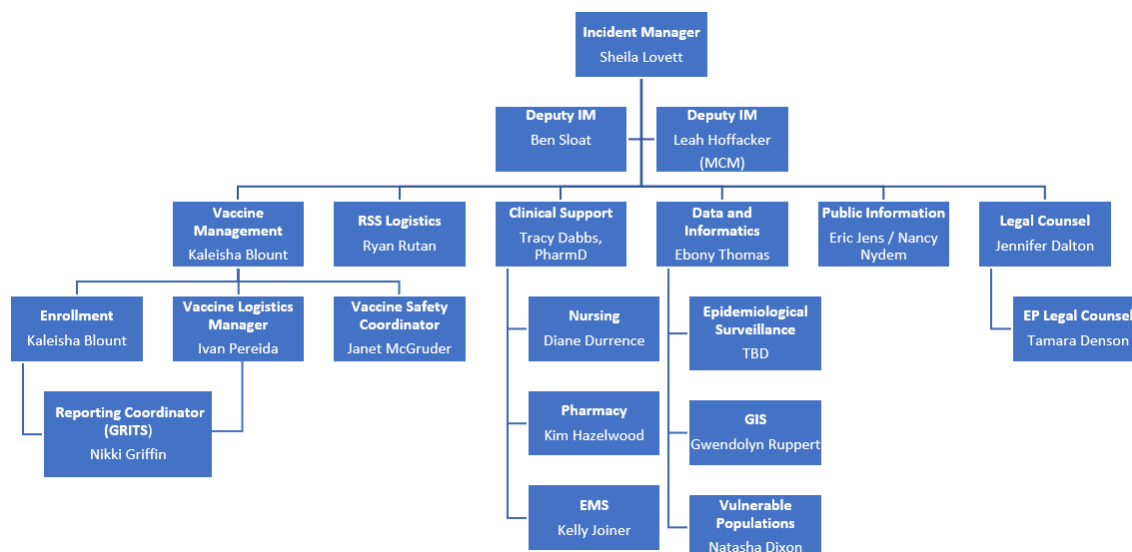 Incident Manager
Sheila Lovett
Deputy IM
Ben Sloat
Deputy IM
Leah Hoffacker
(MCM)
Vaccine
Management
Kaleisha Blount
RSS Logistics
Ryan Rutan
Clinical Support
Tracy Dabbs,
PharmD
Data and
Informatics
Ebony Thomas
Public Information
Eric Jens / Nancy
Nydem
Legal Counsel
Jennifer Dalton
Enrollment
Kaleisha Blount
Vaccine Logistics
Manager
Ivan Pereida
Vaccine Safety
Coordinator
Janet McGruder
Nursing
Diane Durrence
Epidemiological
Surveillance
TBD
EP Legal Counsel
Tamara Denson
Reporting Coordinator
(GRITS)
Nikki Griffin
Pharmacy
Kim Hazelwood
GIS
Gwendolyn Ruppert
EMS
Kelly Joiner
Vulnerable
Populations
Natasha Dixon